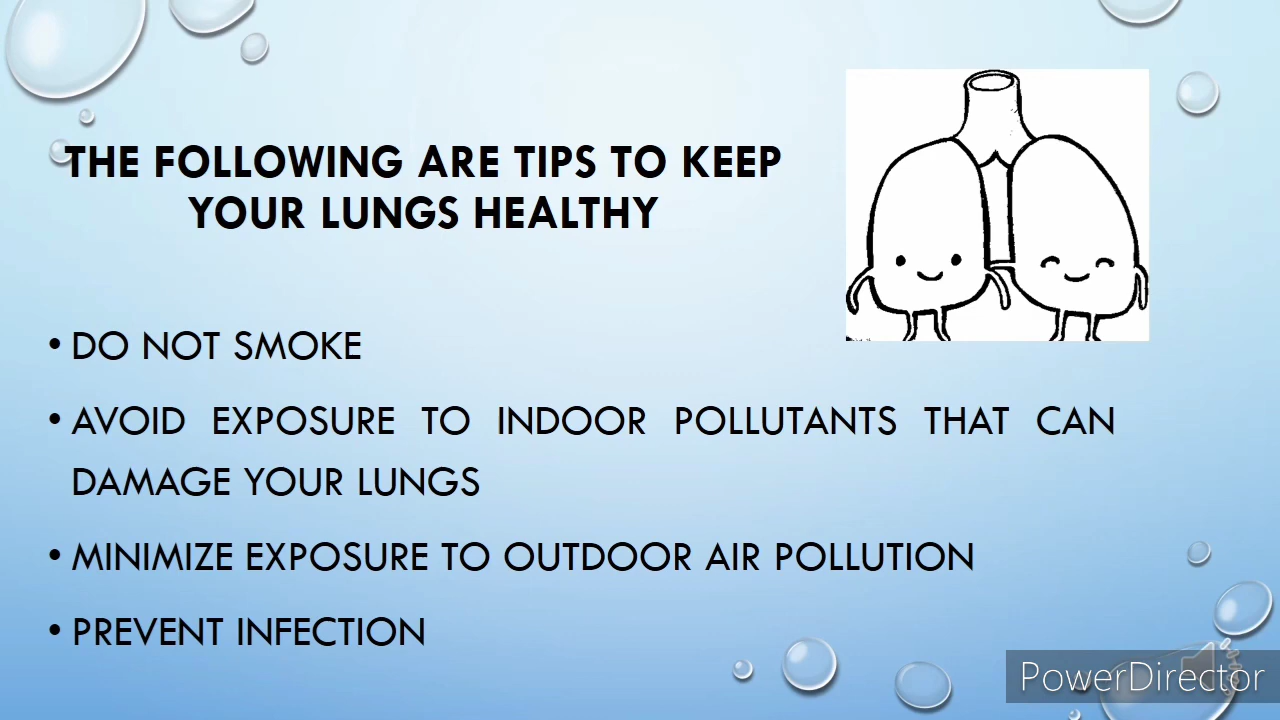 THE FOLLOWING ARE TIPS TO KEEP
YOUR LUNGS HEALTHY
• DO NOT SMOKE
• AVOID EXPOSURE TO INDOOR POLLUTANTS THAT CAN
DAMAGE YOUR LUNGS
• MINIMIZE EXPOSURE TO OUTDOOR AIR POLLUTION
• PREVENT INFECTION
PowerDirector